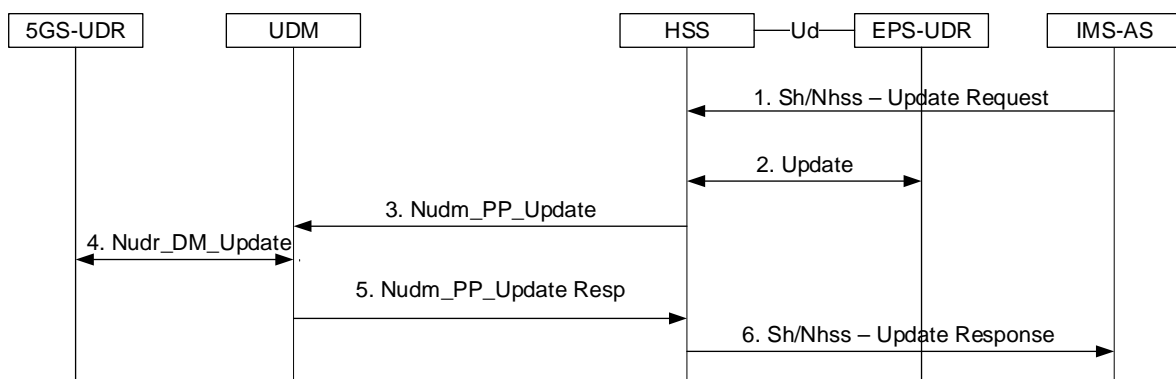 5GS-UDR
UDM
HSS
Ud
EPS-UDR
IMS-AS
1. Sh/Nhss – Update Request
2. Update
3. Nudm_PP_Update
4. Nudr_DM_Update
5. Nudm_PP_Update Resp
6. Sh/Nhss – Update Response